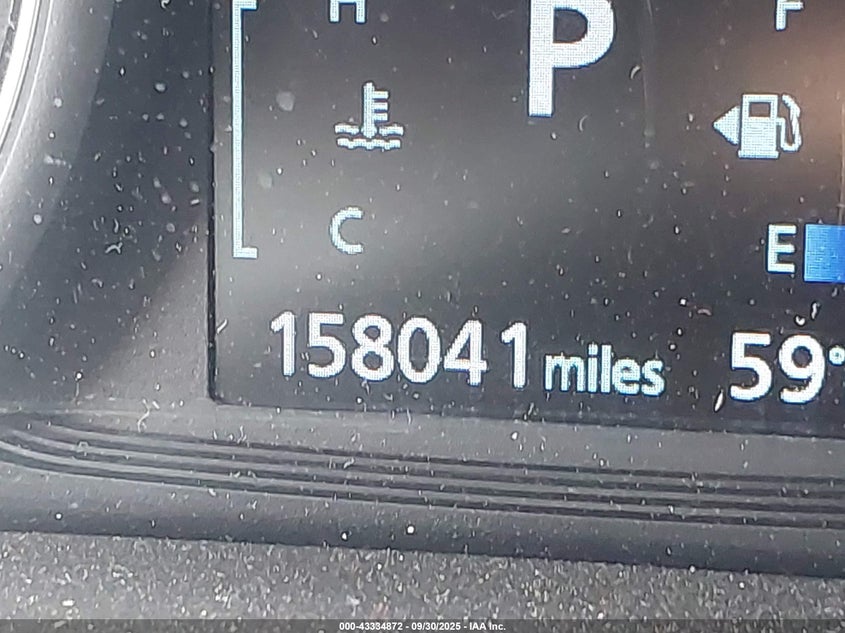 H P F
C
E
158041 miles 59°
000-43334872 - 09/30/2025 - IAA Inc.